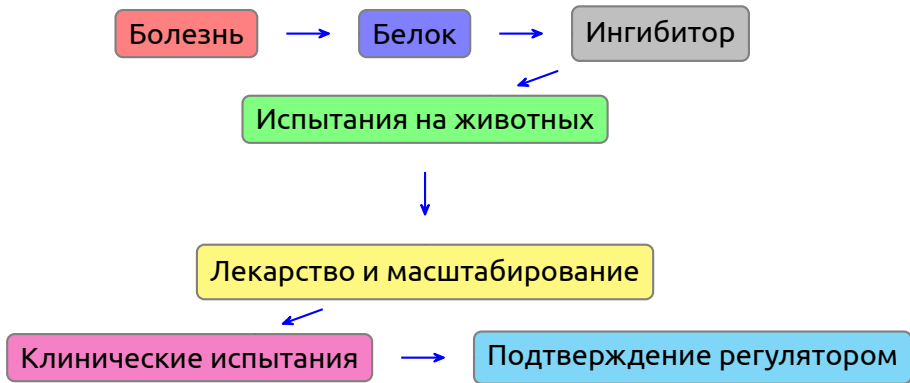 Болезнь
Белок
Ингибитор
Испытания на животных
Лекарство и масштабирование
Клинические испытания
Подтверждение регулятором